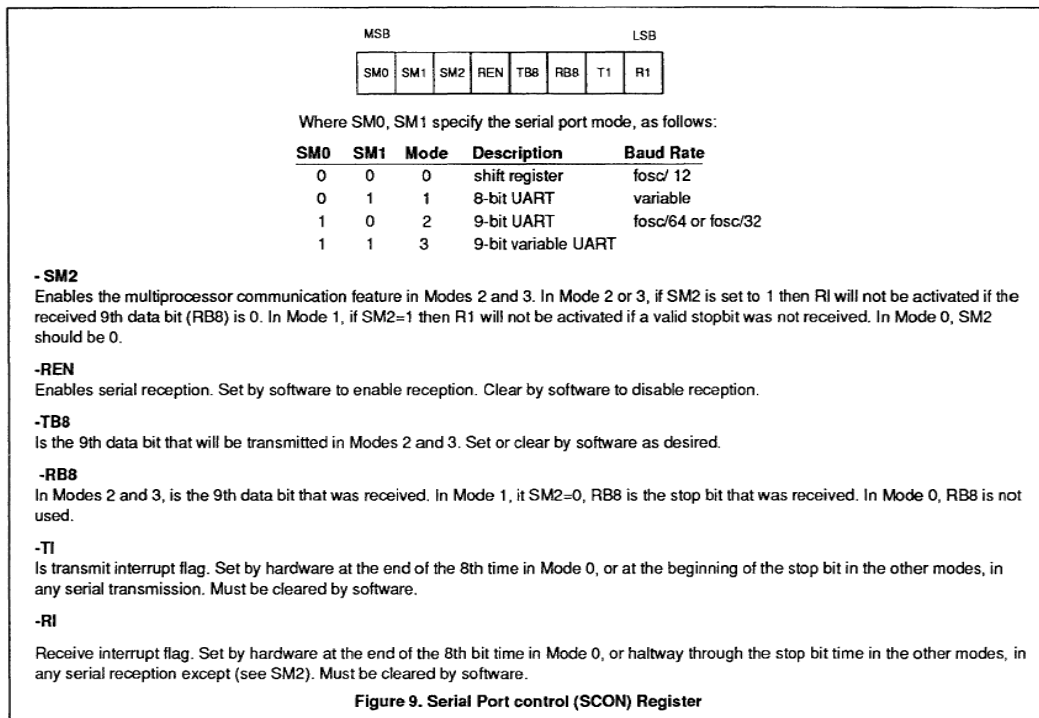 MSB LSB
SM0 SM1 SM2 REN TB8 RB8 T1 R1
Where SM0, SM1 specify the serial port mode, as follows:
SM0 SM1 Mode Description Baud Rate
0 0 0 shift register fosc/ 12
0 1 1 8-bit UART variable
1 0 2 9-bit UART fosc/64 or fosc/32
1 1 3 9-bit variable UART
- SM2
Enables the multiprocessor communication feature in Modes 2 and 3. In Mode 2 or 3, if SM2 is set to 1 then RI will not be activated if the
received 9th data bit (RB8) is 0. In Mode 1, if SM2=1 then R1 will not be activated if a valid stopbit was not received. In Mode 0, SM2
should be 0.
-REN
Enables serial reception. Set by software to enable reception. Clear by software to disable reception.
-TB8
Is the 9th data bit that will be transmitted in Modes 2 and 3. Set or clear by software as desired.
-RB8
In Modes 2 and 3, is the 9th data bit that was received. In Mode 1, it SM2=0, RB8 is the stop bit that was received. In Mode 0, RB8 is not
used.
-TI
Is transmit interrupt flag. Set by hardware at the end of the 8th time in Mode 0, or at the beginning of the stop bit in the other modes, in
any serial transmission. Must be cleared by software.
-RI
Receive interrupt flag. Set by hardware at the end of the 8th bit time in Mode 0, or haltway through the stop bit time in the other modes, in
any serial reception except (see SM2). Must be cleared by software.
Figure 9. Serial Port control (SCON) Register